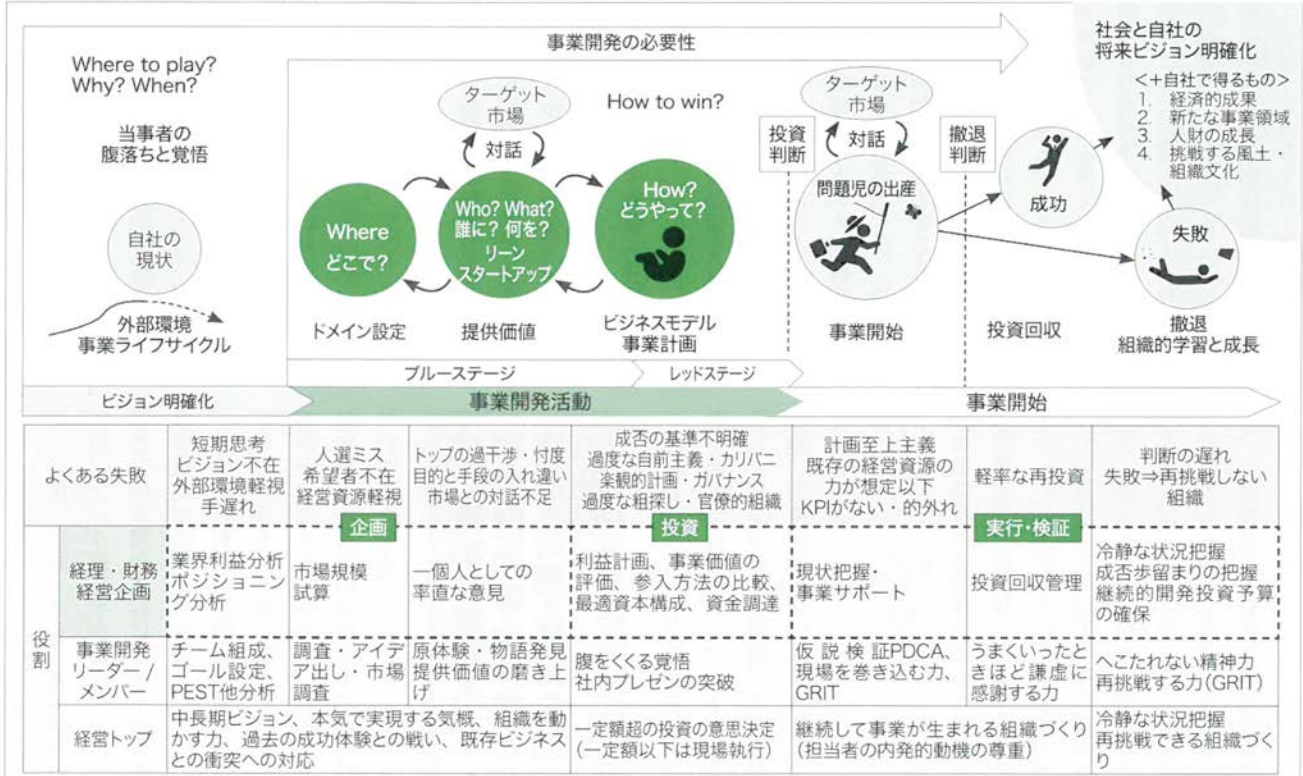 事業開発の必要性
Where to play?
Why? When?
当事者の
腹落ちと覚悟
自社の
現状
外部環境
事業ライフサイクル
ターゲット
市場
対話
How to win?
Where
どこで？
Who? What?
誰に？ 何を？
リーン
スタートアップ
How?
どうやって？
ドメイン設定
提供価値
ビジネスモデル
事業計画
投資
判断
ターゲット
市場
対話
問題児の出産
事業開始
撤退
判断
投資回収
成功
失敗
撤退
組織的学習と成長
社会と自社の
将来ビジョン明確化
<＋自社で得るもの>
1. 経済的成果
2. 新たな事業領域
3. 人財の成長
4. 挑戦する風土・
組織文化
ブルーステージ
レッドステージ
ビジョン明確化
事業開発活動
事業開始
よくある失敗
短期思考
ビジョン不在
外部環境軽視
手遅れ
人選ミス
希望者不在
経営資源軽視
トップの過干渉・忖度
目的と手段の入れ違い
市場との対話不足
成否の基準不明確
過度な自前主義・カリバニ
楽観的計画・ガバナンス
過度な粗探し・官僚的組織
計画至上主義
既存の経営資源の
力が想定以下
KPIがない・的外れ
軽率な再投資
判断の遅れ
失敗⇒再挑戦しない
組織
企画
投資
実行・検証
役割
経理・財務
経営企画
業界利益分析
ポジショニン
グ分析
市場規模
試算
一個人としての
率直な意見
利益計画、事業価値の
評価、参入方法の比較、
最適資本構成、資金調達
現状把握・
事業サポート
投資回収管理
冷静な状況把握
成否歩留まりの把握
継続的開発投資予算
の確保
事業開発
リーダー /
メンバー
チーム組成、
ゴール設定、
PEST他分析
調査・アイデ
ア出し・市場
調査
原体験・物語発見
提供価値の磨き上
げ
腹をくくる覚悟
社内プレゼンの突破
仮説検証PDCA、
現場を巻き込む力、
GRIT
うまくいったと
きほど謙虚に
感謝する力
へこたれない精神力
再挑戦する力(GRIT)
経営トップ
中長期ビジョン、本気で実現する気概、組織を動
かす力、過去の成功体験との戦い、既存ビジネス
との衝突への対応
一定額超の投資の意思決定
（一定額以下は現場執行）
継続して事業が生まれる組織づくり
（担当者の内発的動機の尊重）
冷静な状況把握
再挑戦できる組織づく
り